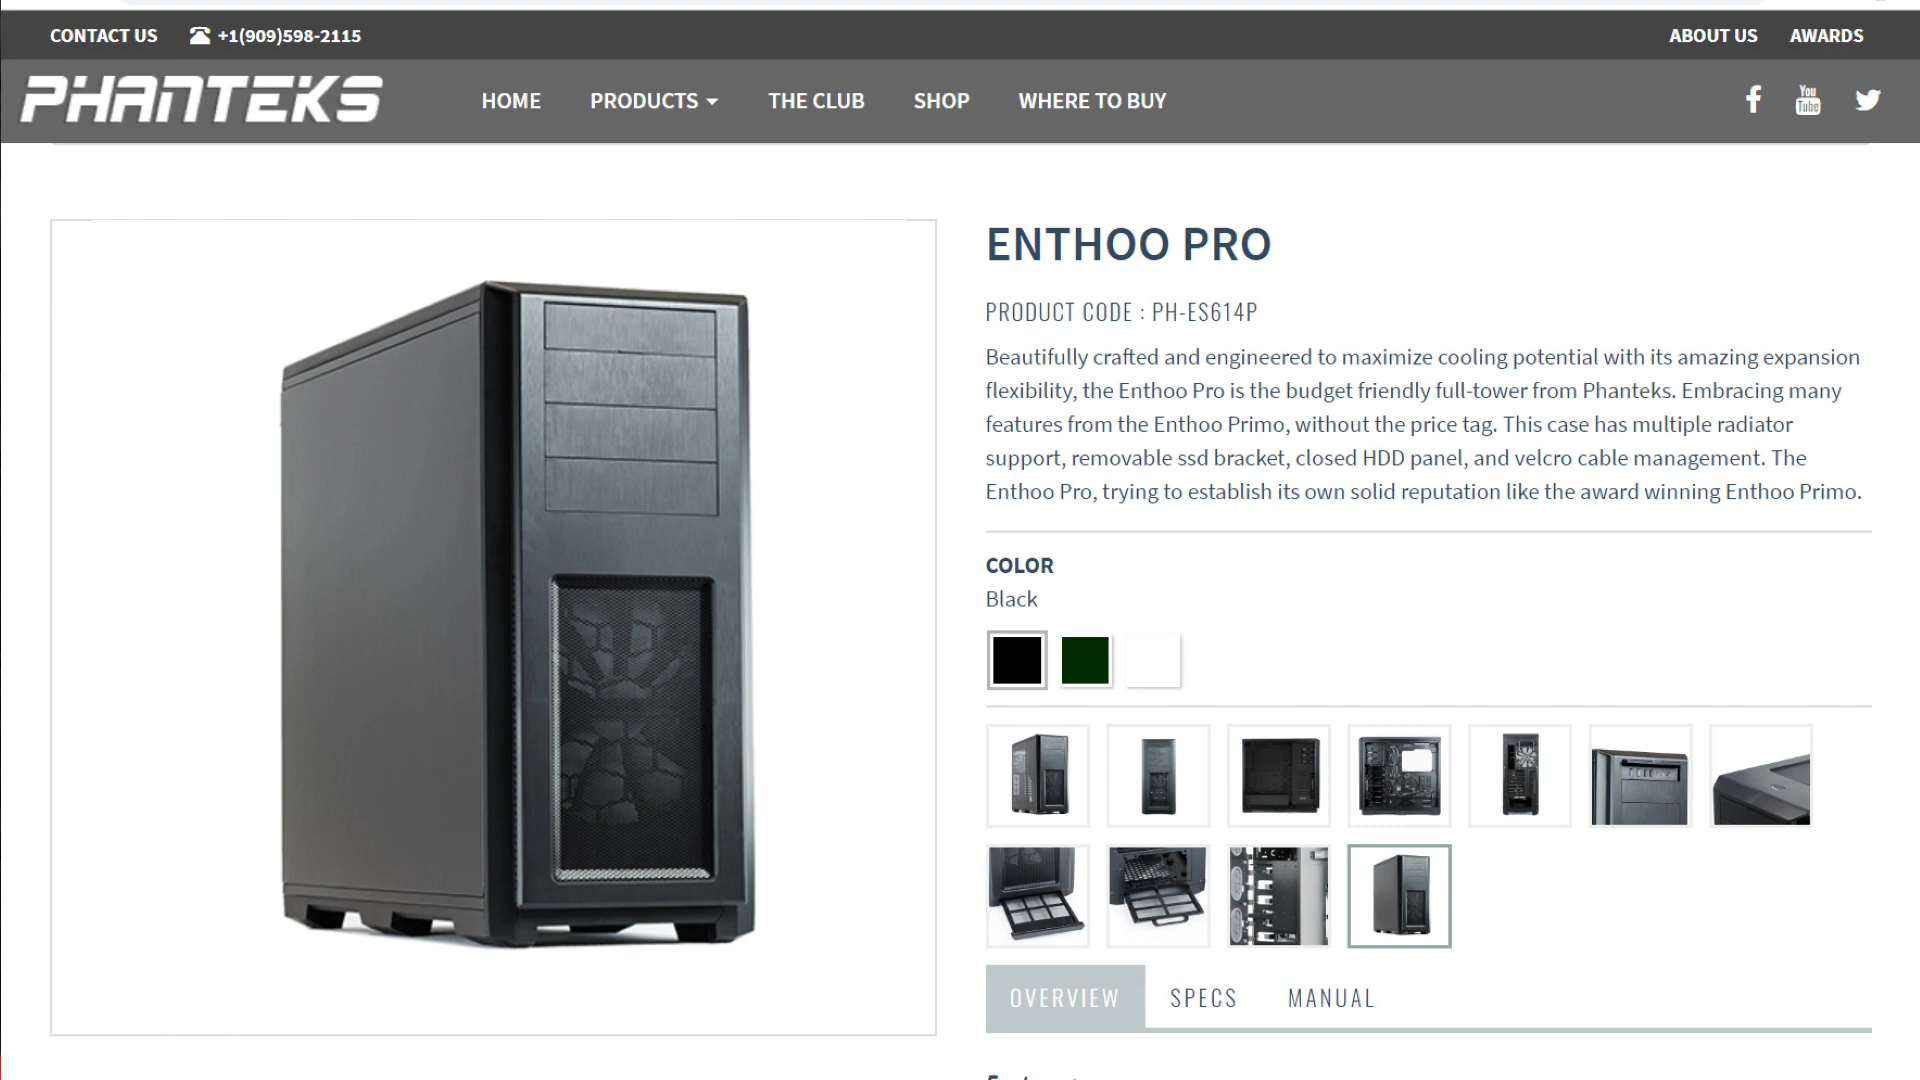 CONTACT US
+1(909)598-2115
ABOUT US
AWARDS
PHANTEKS
HOME
PRODUCTS
THE CLUB
SHOP
WHERE TO BUY
You
Tube
ENTHOO PRO
PRODUCT CODE : PH-ES614P
Beautifully crafted and engineered to maximize cooling potential with its amazing expansion
flexibility, the Enthoo Pro is the budget friendly full-tower from Phanteks. Embracing many
features from the Enthoo Primo, without the price tag. This case has multiple radiator
support, removable ssd bracket, closed HDD panel, and velcro cable management. The
Enthoo Pro, trying to establish its own solid reputation like the award winning Enthoo Primo.
COLOR
Black
OVERVIEW
SPECS
MANUAL